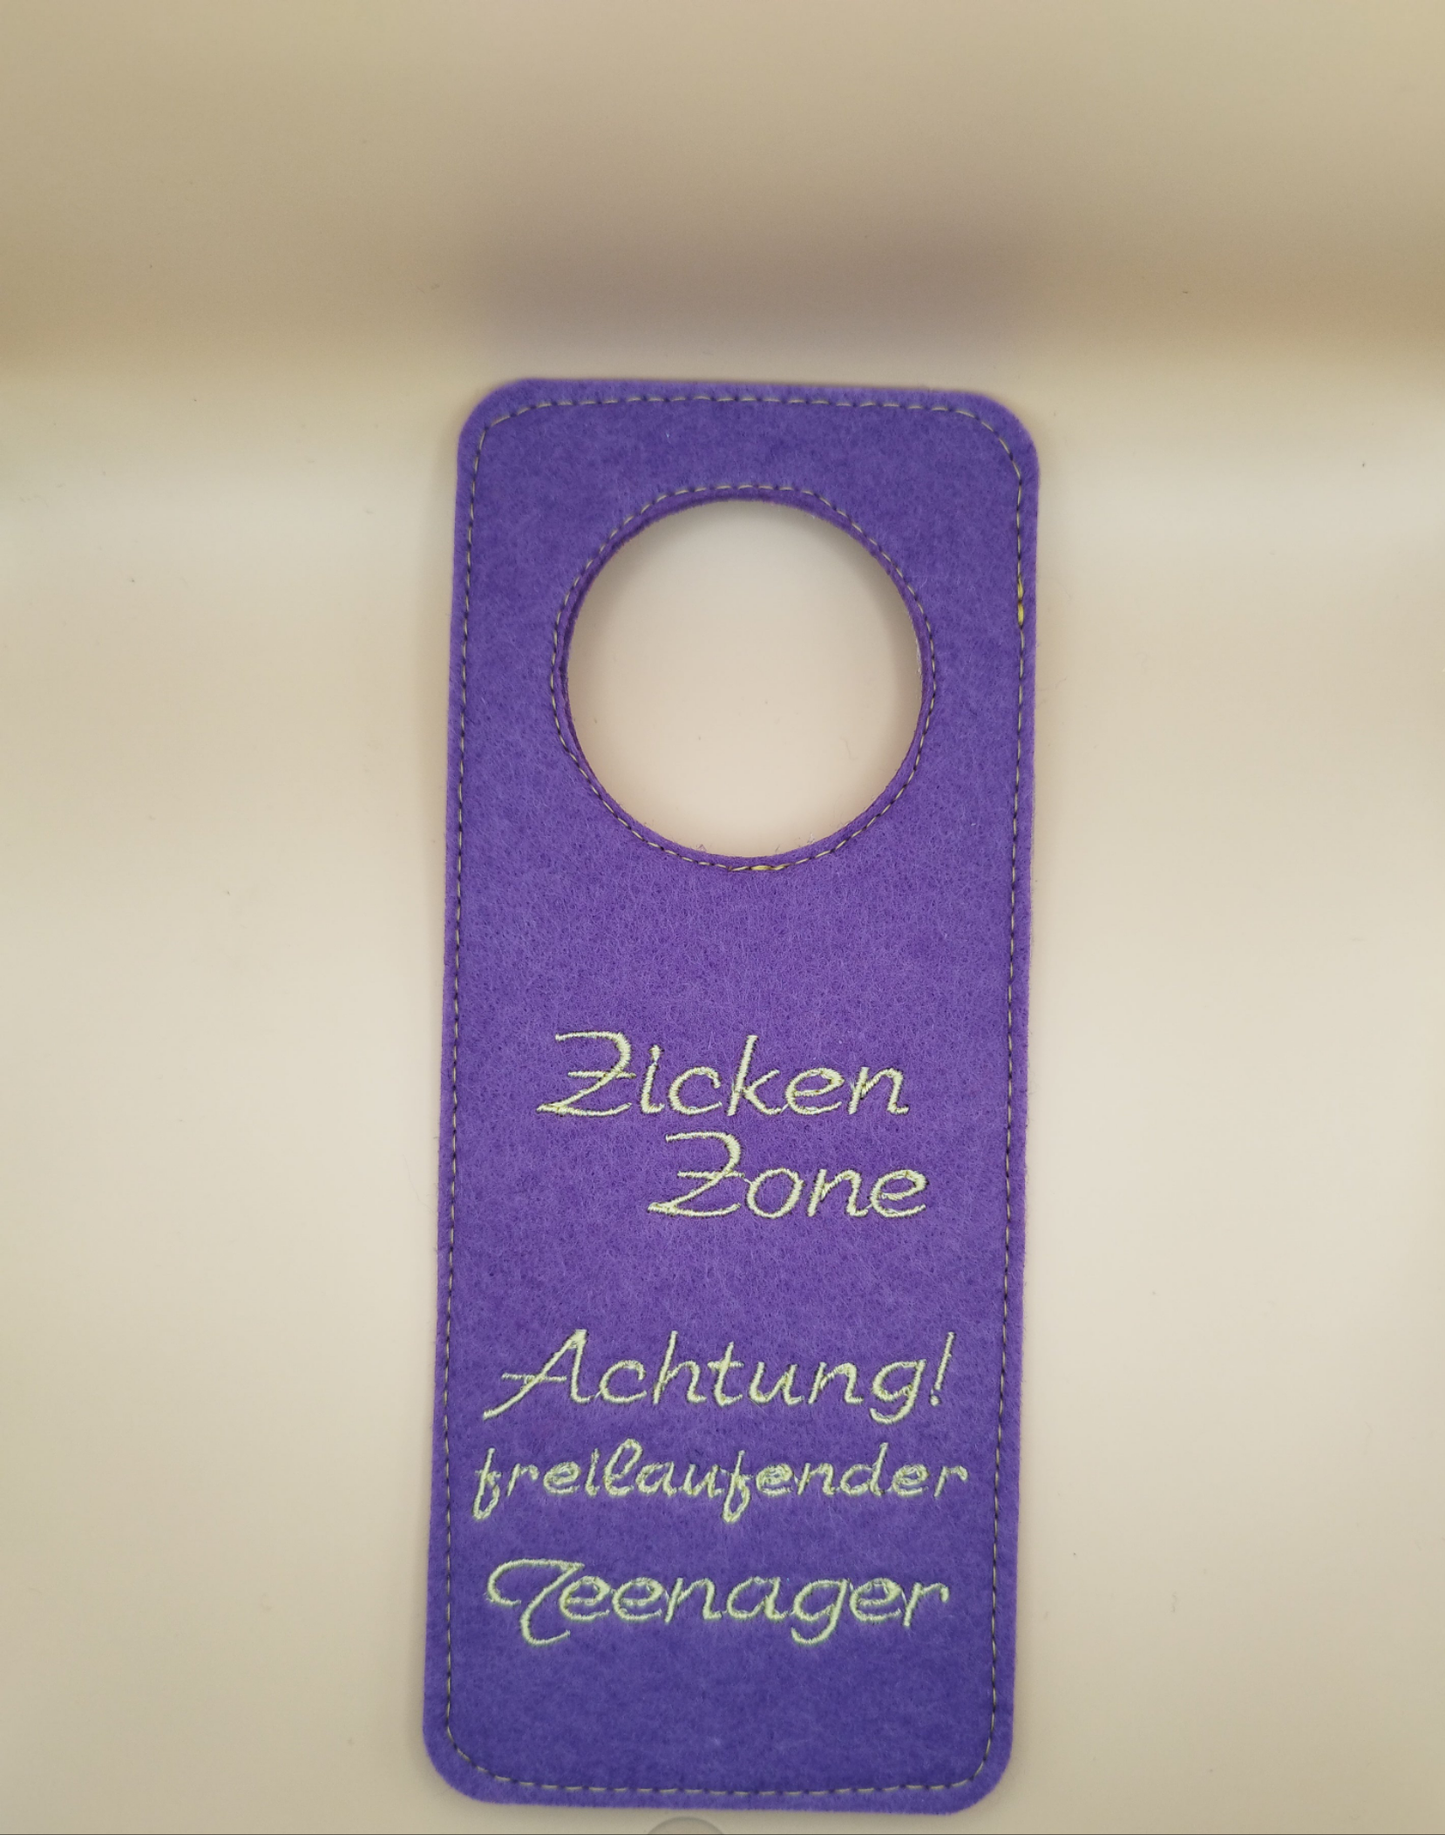 Zicken
Zone
Achtung!
freilaufender
Teenager